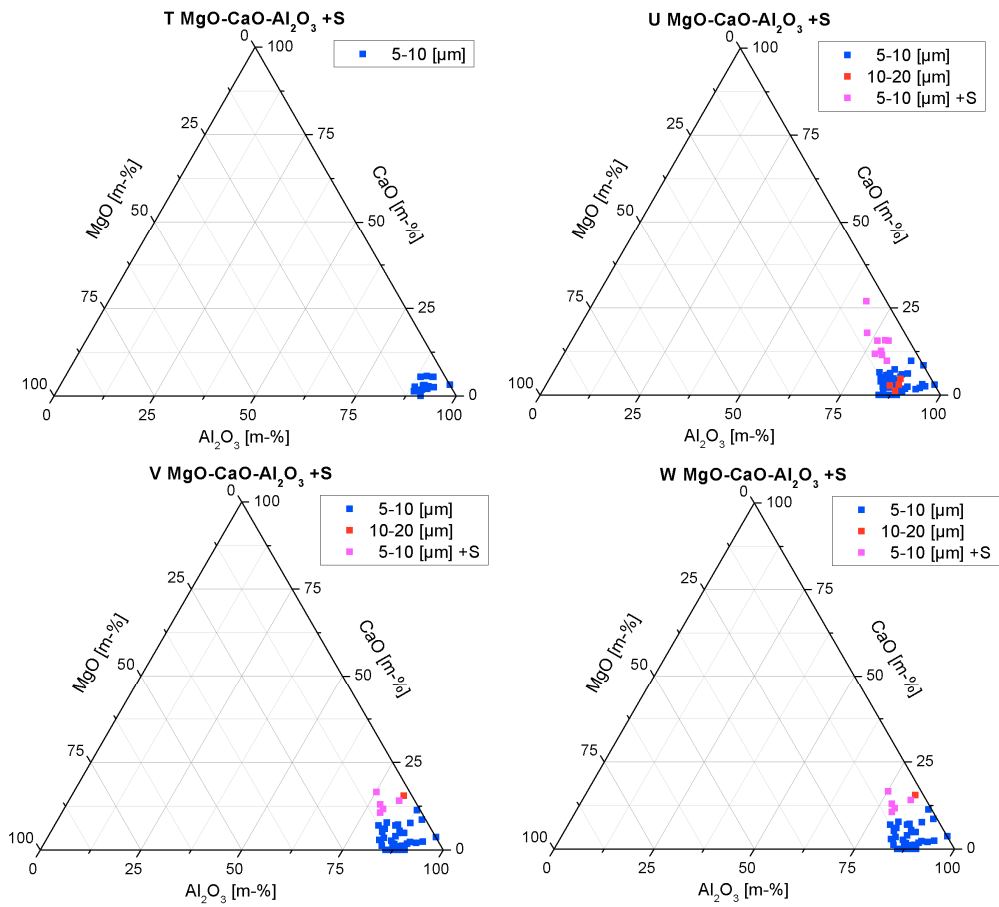 T MgO-CaO-Al₂O₃ +S
0 100
5-10 [µm]
25 75
MgO [m-%]
CaO [m-%]
50 50
75 25
100 0
0 25 50 75 100
Al₂O₃ [m-%]
U MgO-CaO-Al₂O₃ +S
0 100
5-10 [µm]
10-20 [µm]
5-10 [µm] +S
25 75
MgO [m-%]
CaO [m-%]
50 50
75 25
100 0
0 25 50 75 100
Al₂O₃ [m-%]
V MgO-CaO-Al₂O₃ +S
0 100
5-10 [µm]
10-20 [µm]
5-10 [µm] +S
25 75
MgO [m-%]
CaO [m-%]
50 50
75 25
100 0
0 25 50 75 100
Al₂O₃ [m-%]
W MgO-CaO-Al₂O₃ +S
0 100
5-10 [µm]
10-20 [µm]
5-10 [µm] +S
25 75
MgO [m-%]
CaO [m-%]
50 50
75 25
100 0
0 25 50 75 100
Al₂O₃ [m-%]